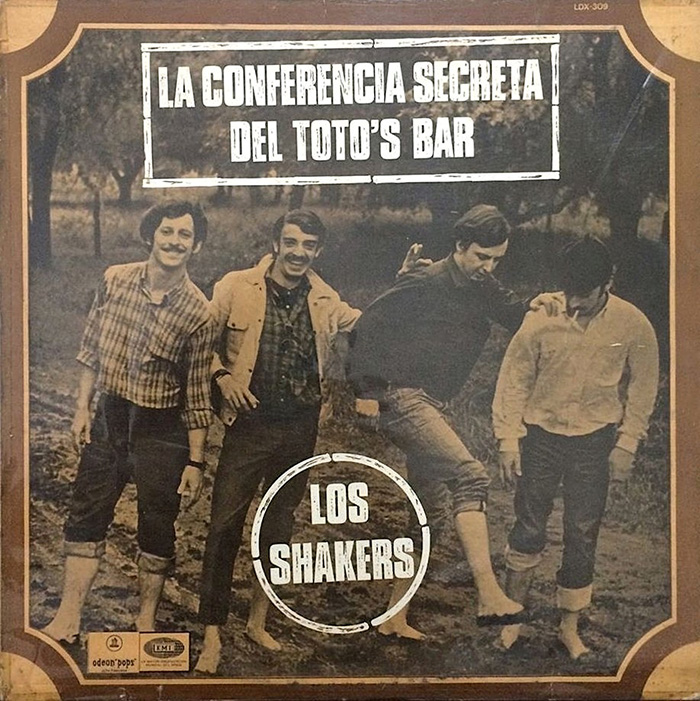 LDX-309
LA CONFERENCIA SECRETA
DEL TOTO'S BAR
LOS
SHAKERS
odeon "pops"
EMI